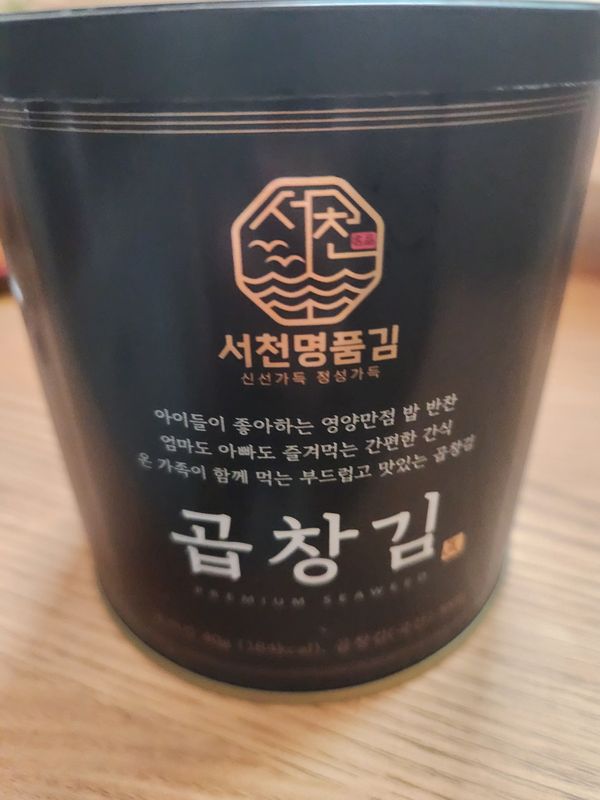 서천
名品
서천명품김
신선가득 정성가득
아이들이 좋아하는 영양만점 밥 반찬
엄마도 아빠도 즐겨먹는 간편한 간식
온 가족이 함께 먹는 부드럽고 맛있는 곱창김
곱창김
PREMIUM SEAWEED
40g